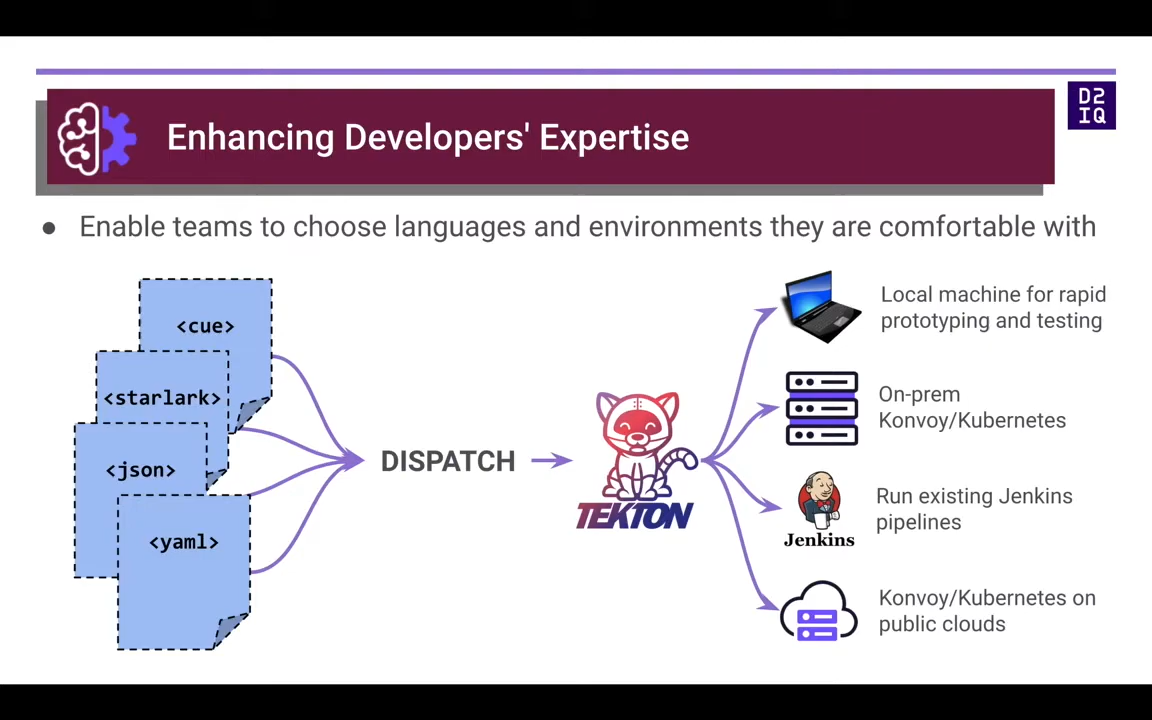 D2
IQ
Enhancing Developers' Expertise
● Enable teams to choose languages and environments they are comfortable with
<cue>
<starlark>
<json>
<yaml>
DISPATCH
TEKTON
Local machine for rapid
prototyping and testing
On-prem
Konvoy/Kubernetes
Jenkins
Run existing Jenkins
pipelines
Konvoy/Kubernetes on
public clouds